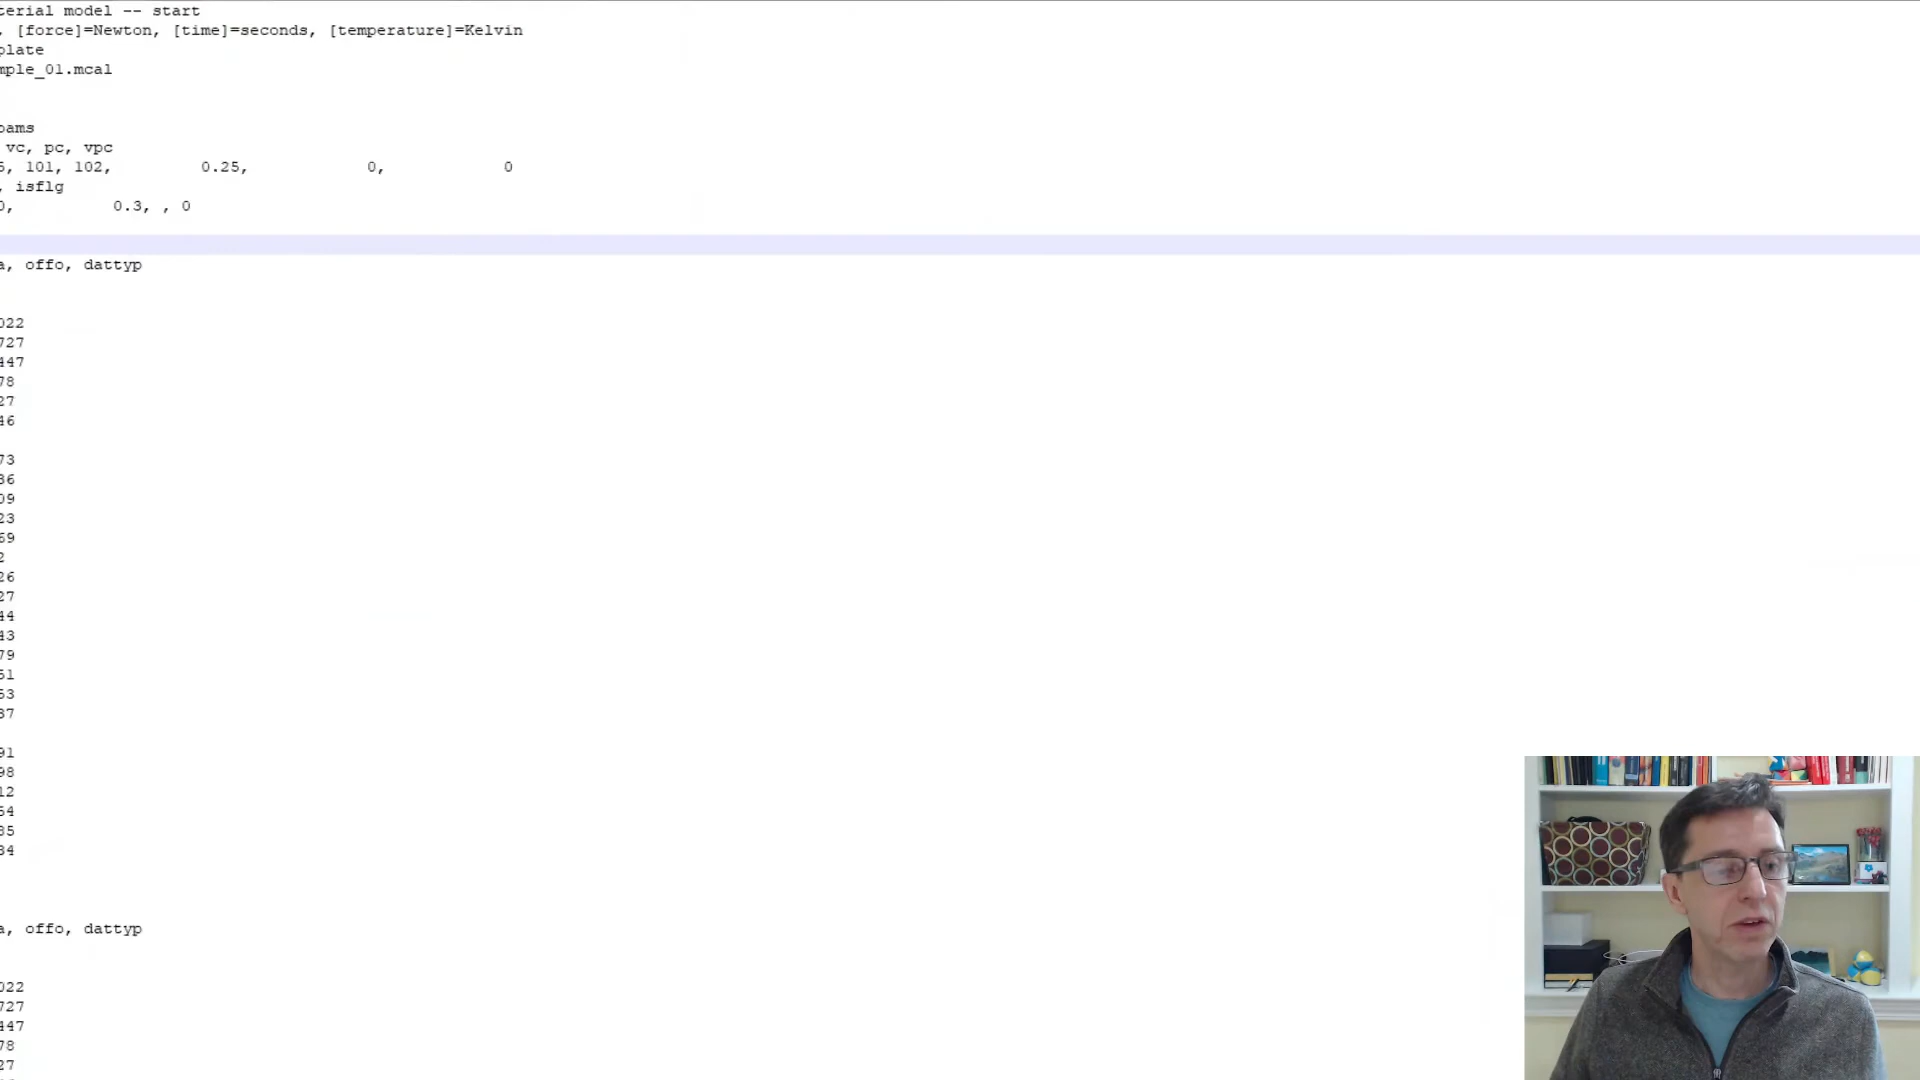 terial model -- start
, [force]=Newton, [time]=seconds, [temperature]=Kelvin
plate
mple_01.mcal
oams
vc, pc, vpc
5, 101, 102, 0.25, 0, 0
, isflg
0, 0.3, , 0
a, offo, dattyp
022
727
447
78
27
46
73
36
09
23
69
2
26
27
44
43
79
51
53
37
91
98
12
54
35
34
a, offo, dattyp
022
727
447
78
27